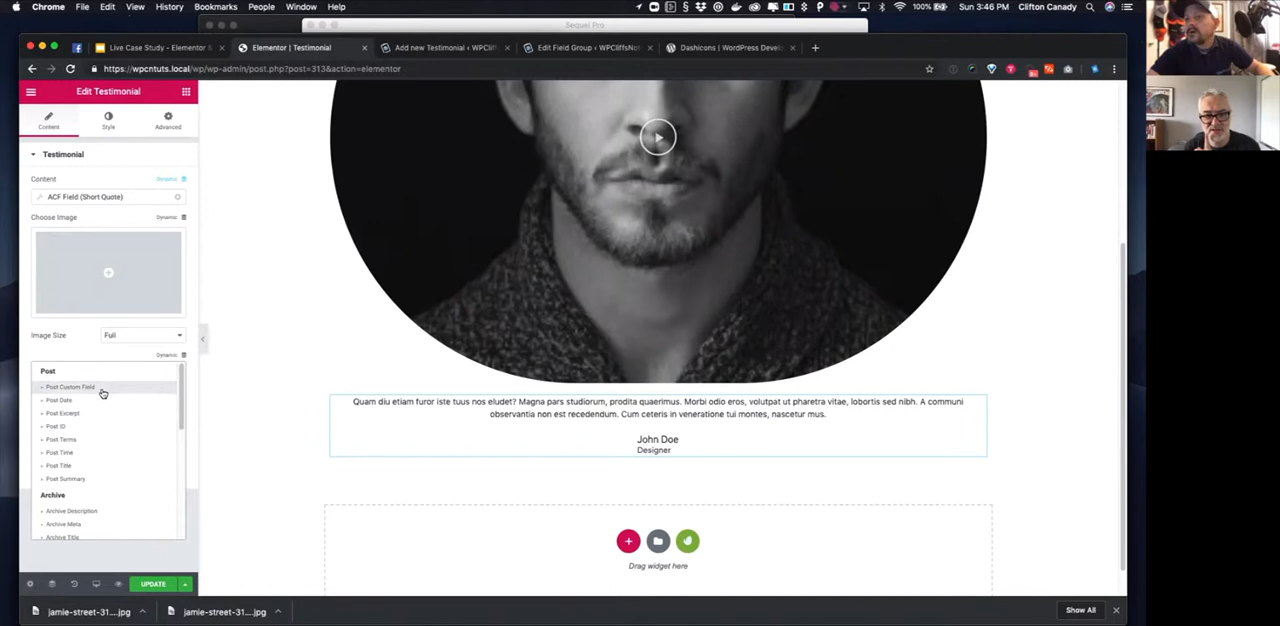 Chrome File Edit View History Bookmarks People Window Help 100% Sun 3:46 PM Clifton Canady
Sequel Pro
Live Case Study - Elementor & Elementor | Testimonial Add new Testimonial ‹ WPCliffs Edit Field Group ‹ WPCliffsNot Dashicons | WordPress Devel
https://wpcntuts.local/wp/wp-admin/post.php?post=313&action=elementor
Edit Testimonial
Content Style Advanced
Testimonial
Content Dynamic
ACF Field (Short Quote)
Choose Image Dynamic
Image Size Full
Dynamic
Post
Post Custom Field
Post Date
Post Excerpt
Post ID
Post Terms
Post Time
Post Title
Post Summary
Archive
Archive Description
Archive Meta
Archive Title
UPDATE
Quam du etiam furor iste tuus nos eludet? Magna pars studiorum, prodita quaerimus. Morbi odio eros, volutpat ut pharetra vitae, lobortis sed nibh. A communi
observantia non est recedendum. Cum ceteris in veneratione tui montes, nascetur mus.
John Doe
Designer
Drag widget here
jamie-street-31....jpg jamie-street-31....jpg Show All